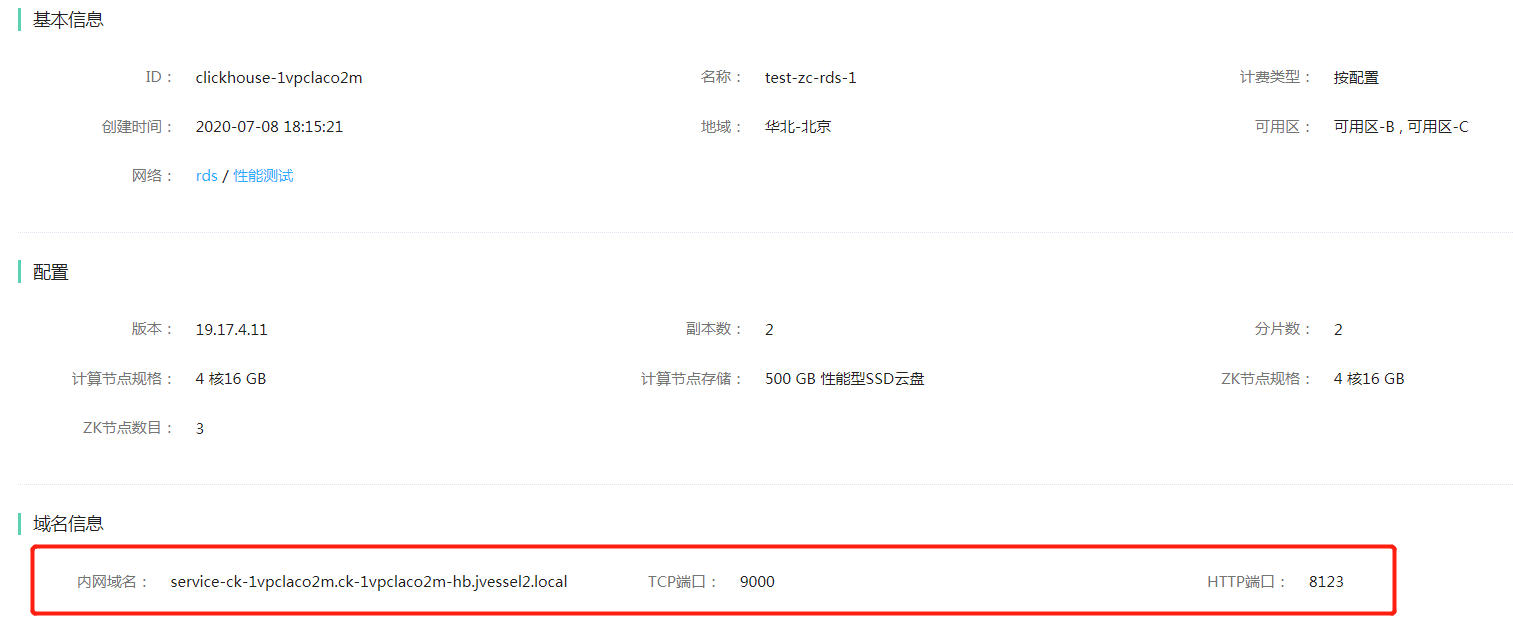 基本信息
ID： clickhouse-1vpclaco2m 名称： test-zc-rds-1 计费类型： 按配置
创建时间： 2020-07-08 18:15:21 地域： 华北-北京 可用区： 可用区-B , 可用区-C
网络： rds / 性能测试
配置
版本： 19.17.4.11 副本数： 2 分片数： 2
计算节点规格： 4 核16 GB 计算节点存储： 500 GB 性能型SSD云盘 ZK节点规格： 4 核16 GB
ZK节点数目： 3
域名信息
内网域名： service-ck-1vpclaco2m.ck-1vpclaco2m-hb.jvessel2.local TCP端口： 9000 HTTP端口： 8123